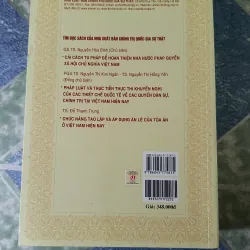 TÌM ĐỌC SÁCH CỦA NHÀ XUẤT BẢN CHÍNH TRỊ QUỐC GIA SỰ THẬT
GS.TS. Nguyễn Hòa Bình (Chủ biên)
* CẢI CÁCH TƯ PHÁP ĐỂ HOÀN THIỆN NHÀ NƯỚC PHÁP QUYỀN
XÃ HỘI CHỦ NGHĨA VIỆT NAM
PGS.TS. Nguyễn Thị Kim Ngân - TS. Nguyễn Thị Hồng Yến
(Đồng chủ biên)
* PHÁP LUẬT VÀ THỰC TIỄN THỰC THI KHUYẾN NGHỊ
CỦA CÁC THIẾT CHẾ QUỐC TẾ VỀ CÁC QUYỀN DÂN SỰ,
CHÍNH TRỊ TẠI VIỆT NAM HIỆN NAY
TS. Đỗ Thanh Trung
* CHỨC NĂNG TẠO LẬP VÀ ÁP DỤNG ÁN LỆ CỦA TÒA ÁN
Ở VIỆT NAM HIỆN NAY
Giá: 348.000đ